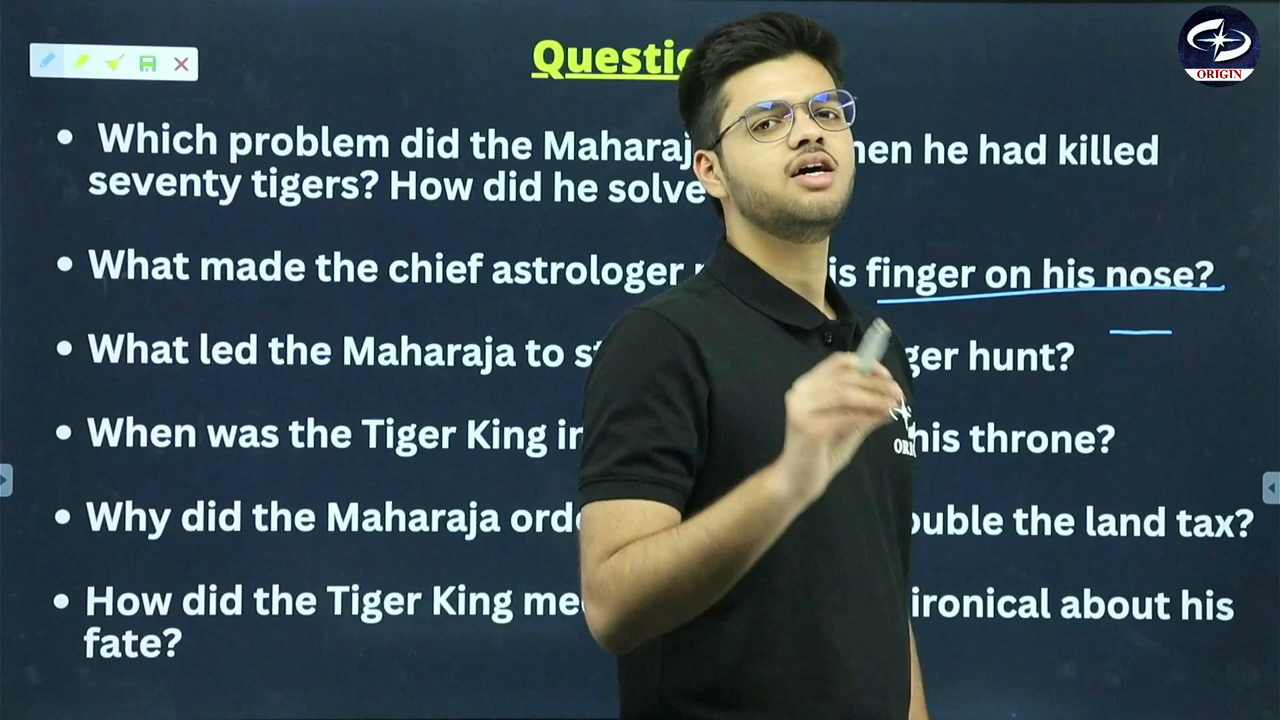 Questio
ORIGIN
• Which problem did the Maharaj hen he had killed
seventy tigers? How did he solve
• What made the chief astrologer is finger on his nose?
• What led the Maharaja to st ger hunt?
• When was the Tiger King in his throne?
• Why did the Maharaja orde ouble the land tax?
• How did the Tiger King mee ironical about his
fate?
ORI